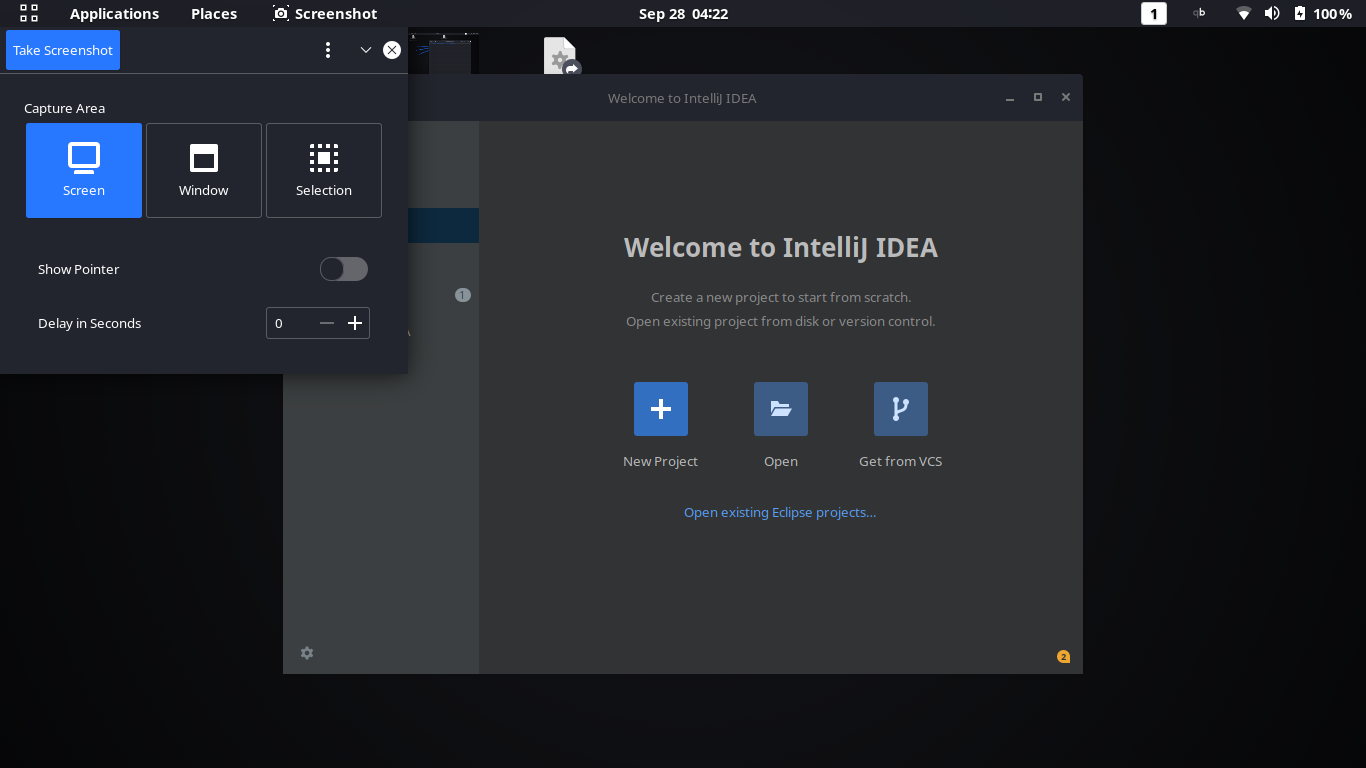 Applications Places Screenshot Sep 28 04:22 1 qb 100 %
Take Screenshot
Capture Area
Screen Window Selection
Show Pointer
Delay in Seconds 0
Welcome to IntelliJ IDEA
1
Welcome to IntelliJ IDEA
Create a new project to start from scratch.
Open existing project from disk or version control.
New Project Open Get from VCS
Open existing Eclipse projects...
2